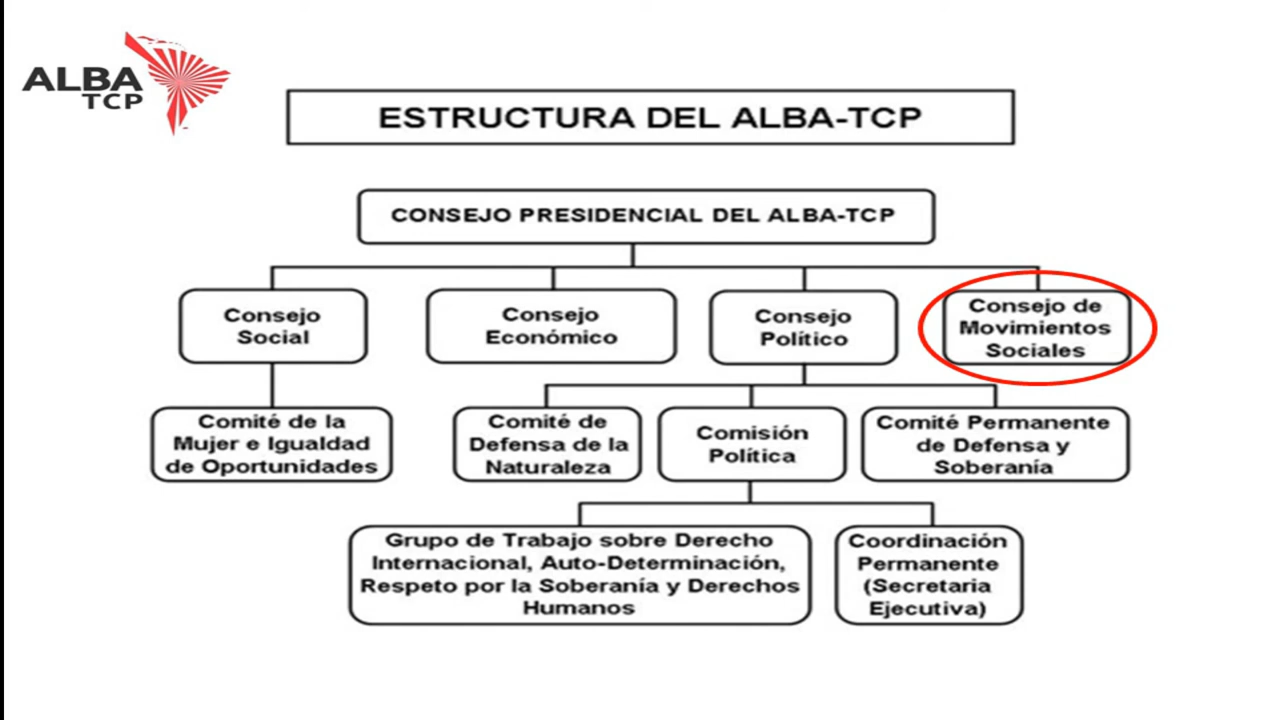 ALBA
TCP
ESTRUCTURA DEL ALBA-TCP
CONSEJO PRESIDENCIAL DEL ALBA-TCP
Consejo
Social
Consejo
Económico
Consejo
Político
Consejo de
Movimientos
Sociales
Comité de la
Mujer e Igualdad
de Oportunidades
Comité de
Defensa de la
Naturaleza
Comisión
Política
Comité Permanente
de Defensa y
Soberanía
Grupo de Trabajo sobre Derecho
Internacional, Auto-Determinación,
Respeto por la Soberanía y Derechos
Humanos
Coordinación
Permanente
(Secretaria
Ejecutiva)